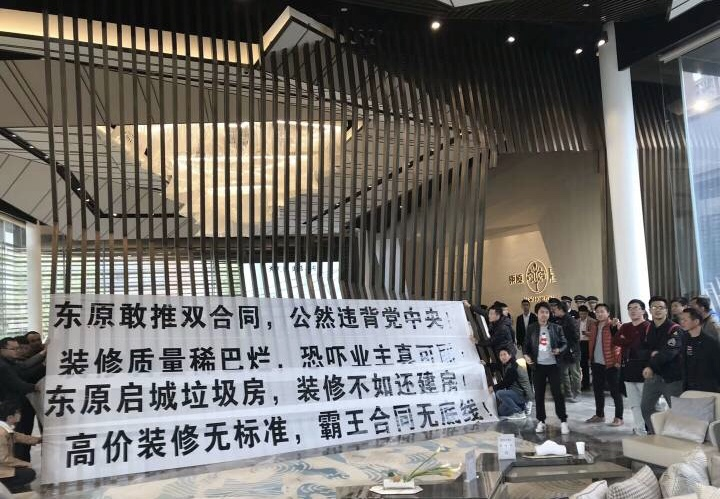 东原敢推双合同，公然违背党中央！
装修质量稀巴烂，恐吓业主真可耻！
东原启城垃圾房，装修不如还建房！
高价装修无标准，霸王合同无底线！
東原